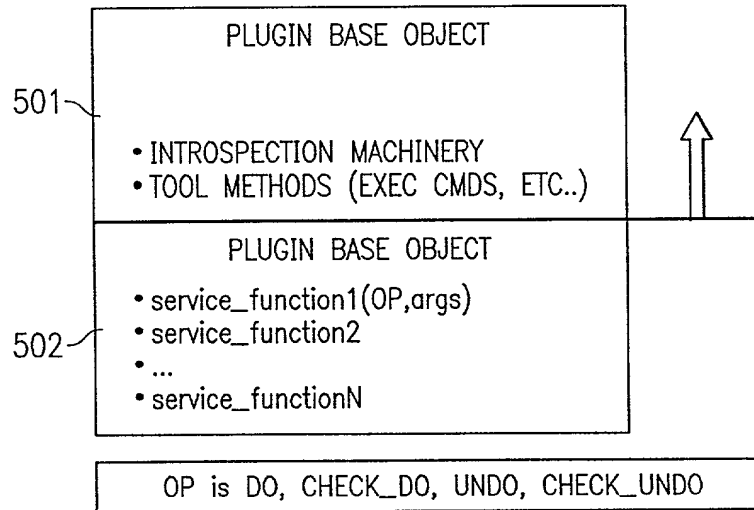 PLUGIN BASE OBJECT
501
• INTROSPECTION MACHINERY
• TOOL METHODS (EXEC CMDS, ETC..)
PLUGIN BASE OBJECT
• service_function1(OP,args)
502
• service_function2
• ...
• service_functionN
OP is DO, CHECK_DO, UNDO, CHECK_UNDO